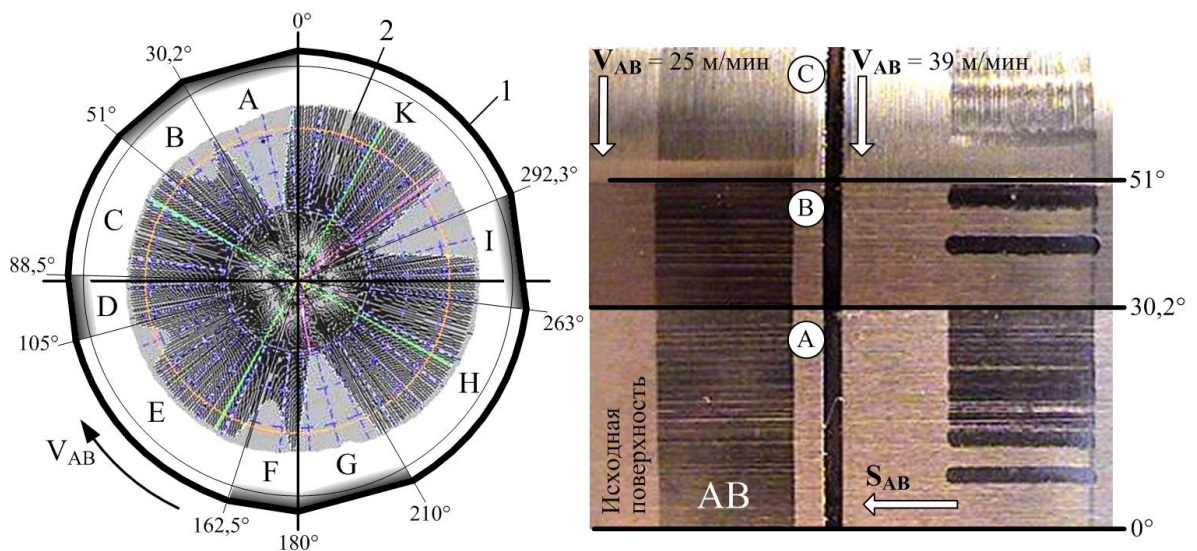 0°
30,2°
51°
88,5°
105°
162,5°
180°
210°
263°
292,3°
A
B
C
D
E
F
G
H
I
K
2
1
V_AB
V_AB = 25 м/мин
V_AB = 39 м/мин
C
B
A
51°
30,2°
0°
Исходная
поверхность
AB
S_AB